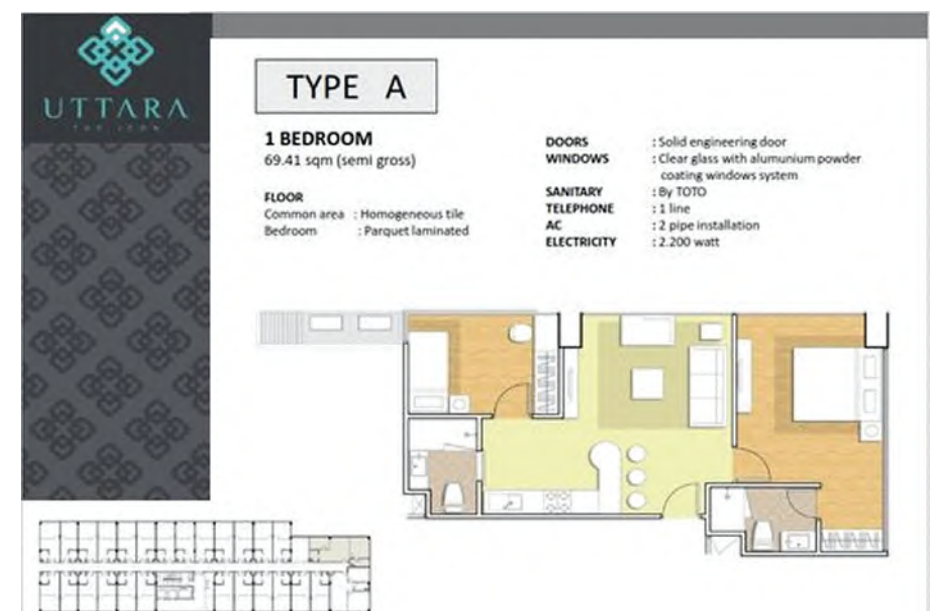 UTTARA
THE ICON
TYPE A
1 BEDROOM
69.41 sqm (semi gross)
FLOOR
Common area : Homogeneous tile
Bedroom : Parquet laminated
DOORS : Solid engineering door
WINDOWS : Clear glass with alumunium powder
coating windows system
SANITARY : By TOTO
TELEPHONE : 1 line
AC : 2 pipe installation
ELECTRICITY : 2.200 watt